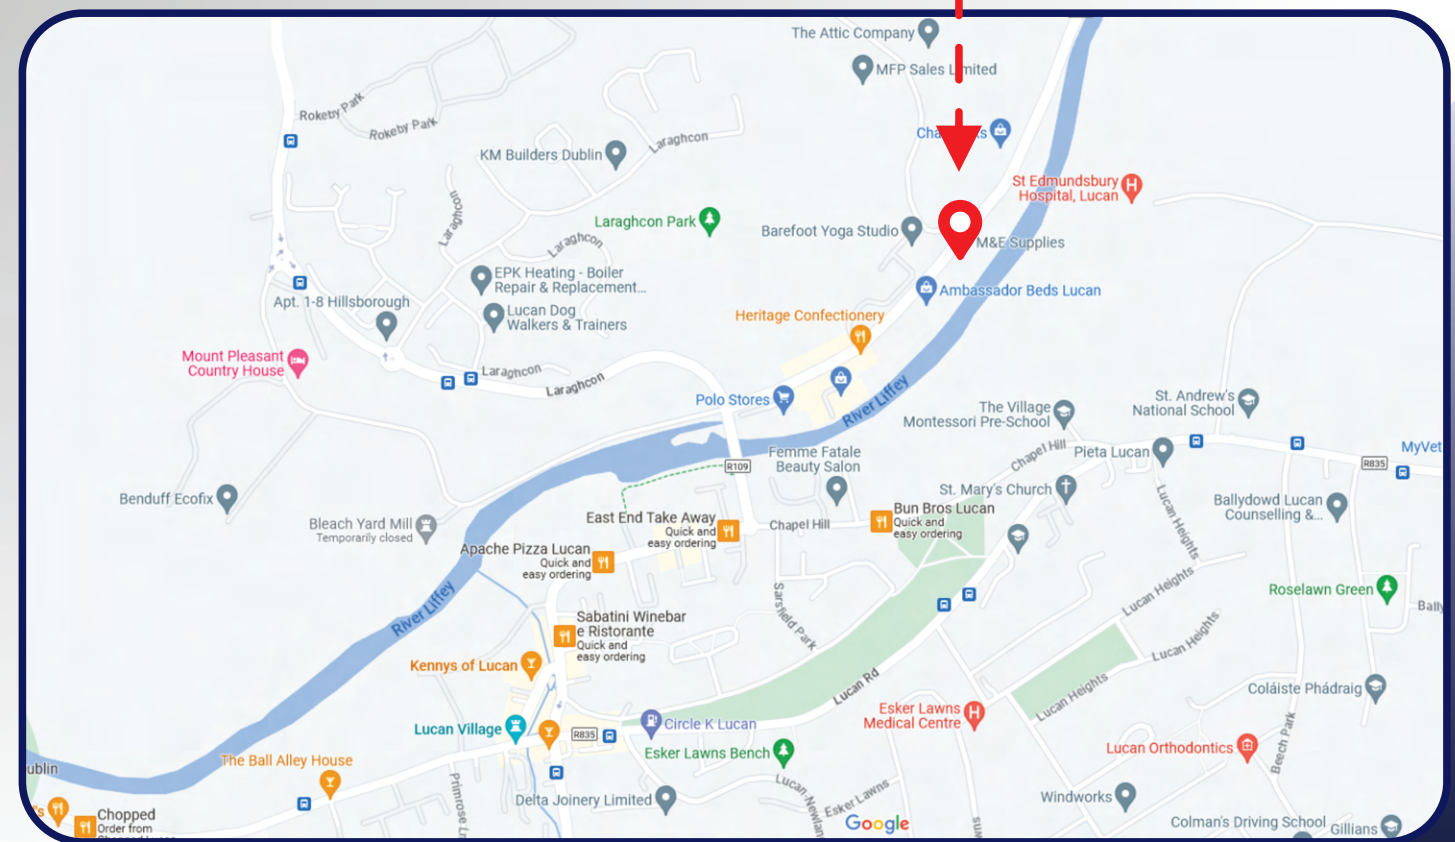 The Attic Company
MFP Sales Limited
Rokeby Park
Rokeby Park
Laraghcon
KM Builders Dublin
St Edmundsbury
Hospital, Lucan
Laraghcon
Laraghcon Park
Barefoot Yoga Studio
M&E Supplies
Laraghcon
EPK Heating - Boiler
Repair & Replacement...
Ambassador Beds Lucan
Apt. 1-8 Hillsborough
Lucan Dog
Walkers & Trainers
Heritage Confectionery
Mount Pleasant
Country House
Laraghcon
Laraghcon
Polo Stores
River Liffey
The Village
Montessori Pre-School
St. Andrew's
National School
MyVet
Femme Fatale
Beauty Salon
Chapel Hill
Pieta Lucan
R109
R835
St. Mary's Church
Benduff Ecofix
Bleach Yard Mill
Temporarily closed
East End Take Away
Quick and
easy ordering
Chapel Hill
Bun Bros Lucan
Quick and
easy ordering
Lucan Heights
Ballydowd Lucan
Counselling &...
Apache Pizza Lucan
Quick and
easy ordering
River Liffey
Sarsfield Park
Lucan Heights
Roselawn Green
Bally
Sabatini Winebar
e Ristorante
Quick and
easy ordering
Lucan Heights
Kennys of Lucan
Lucan Rd
Lucan Heights
Coláiste Phádraig
Esker Lawns
Medical Centre
Lucan Village
R835
Circle K Lucan
Esker Lawns Bench
Lucan Orthodontics
Beech Park
ublin
The Ball Alley House
Primrose Ln
Delta Joinery Limited
Lucan-Newlan
Esker Lawns
Windworks
's
Chopped
Order from
Google
Colman's Driving School
Gillians